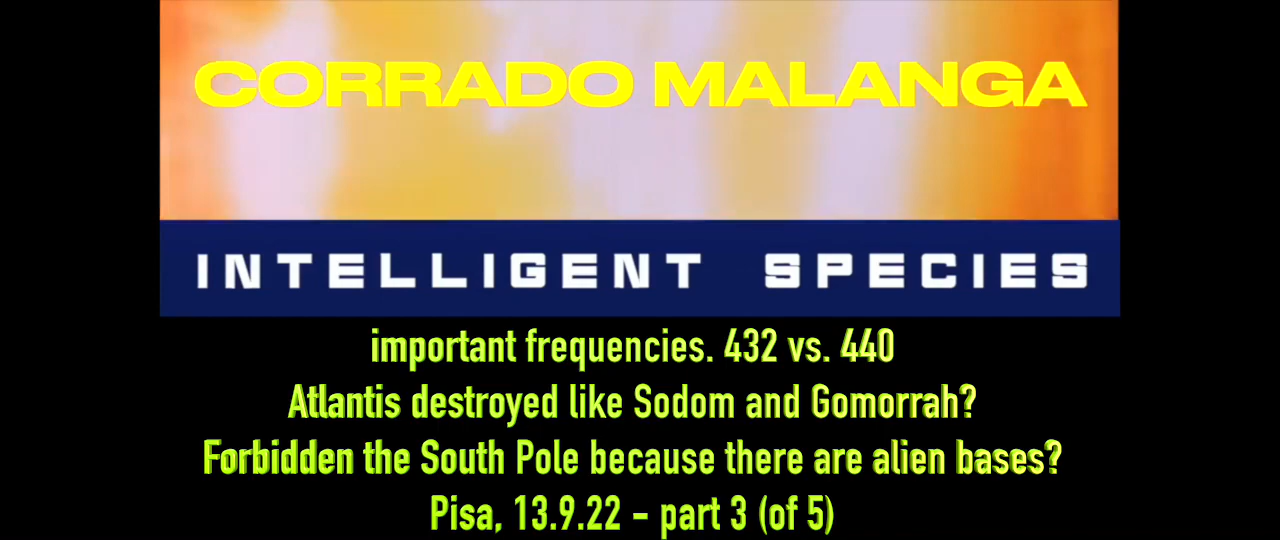 CORRADO MALANGA
INTELLIGENT SPECIES
important frequencies. 432 vs. 440
Atlantis destroyed like Sodom and Gomorrah?
Forbidden the South Pole because there are alien bases?
Pisa, 13.9.22 - part 3 (of 5)